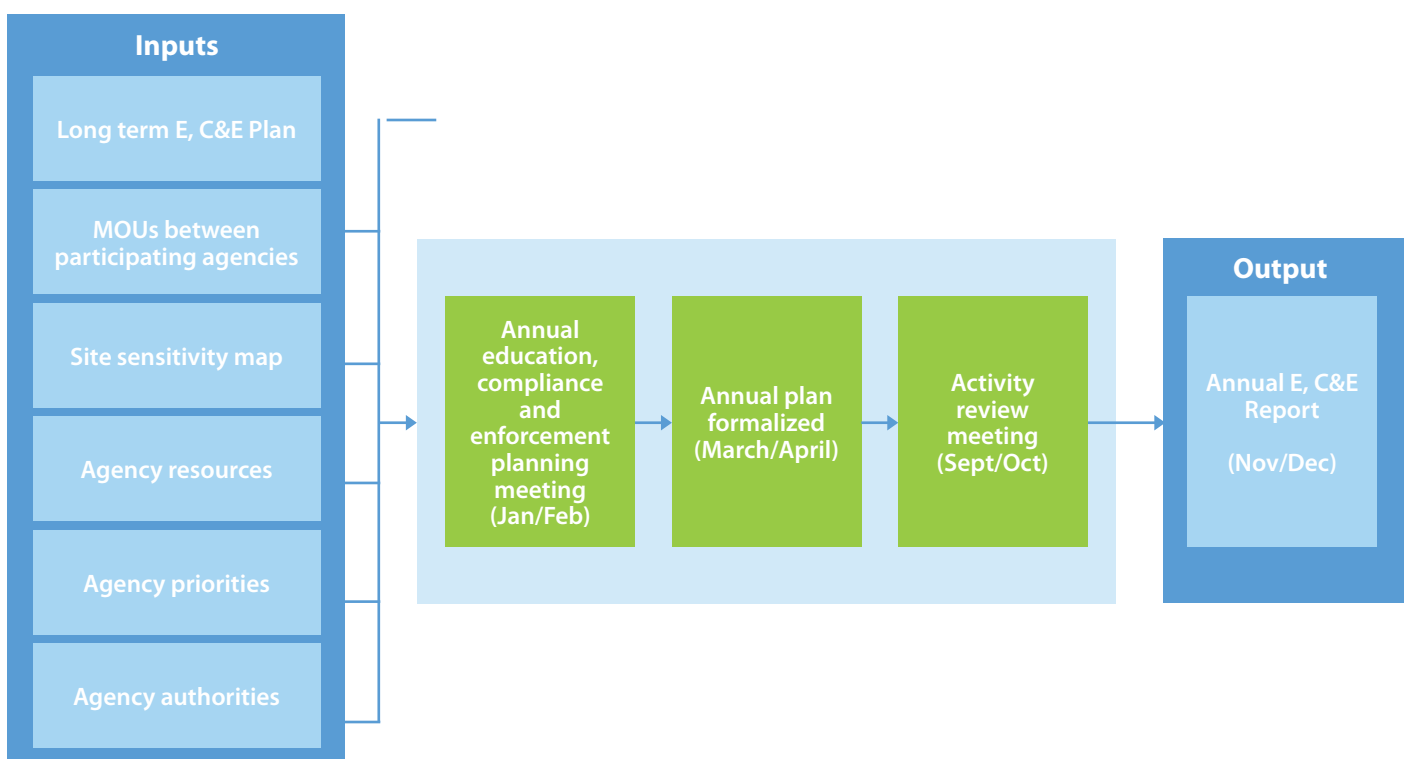 Inputs
Long term E, C&E Plan
MOUs between
participating agencies
Site sensitivity map
Agency resources
Agency priorities
Agency authorities
Annual
education,
compliance
and
enforcement
planning
meeting
(Jan/Feb)
Annual plan
formalized
(March/April)
Activity
review
meeting
(Sept/Oct)
Output
Annual E, C&E
Report
(Nov/Dec)